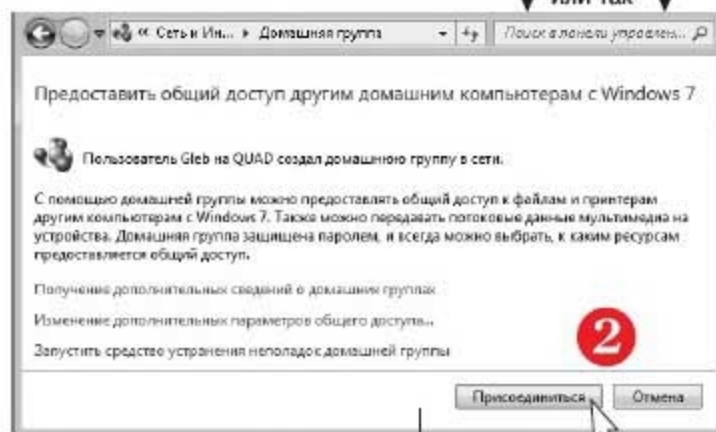 или так
« Сеть и Ин... ▸ Домашняя группа
Поиск в панели управлен...
Предоставить общий доступ другим домашним компьютерам с Windows 7
Пользователь Gleb на QUAD создал домашнюю группу в сети.
С помощью домашней группы можно предоставлять общий доступ к файлам и принтерам
другим компьютерам с Windows 7. Также можно передавать потоковые данные мультимедиа на
устройства. Домашняя группа защищена паролем, и всегда можно выбрать, к каким ресурсам
предоставляется общий доступ.
Получение дополнительных сведений о домашних группах
Изменение дополнительных параметров общего доступа...
Запустить средство устранения неполадок домашней группы
2
Присоединиться
Отмена